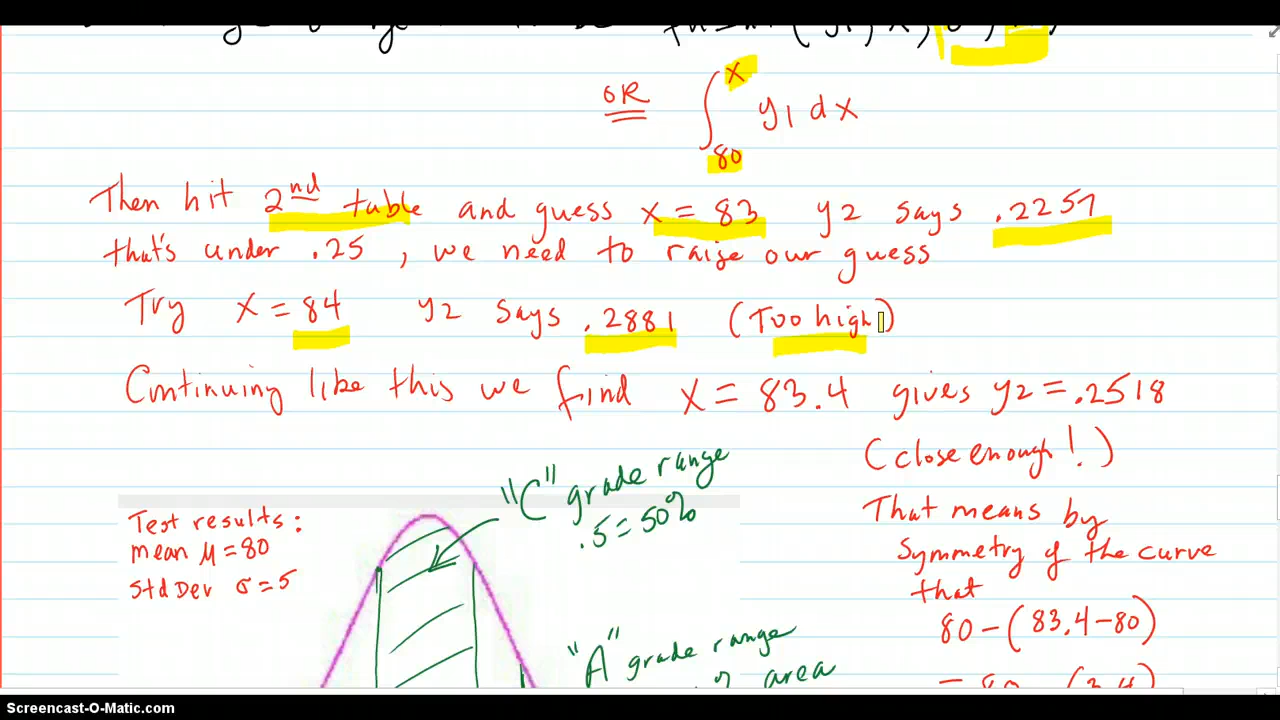 OR ∫ y1 dx
x
80
Then hit 2nd table and guess x = 83 y2 says .2257
that's under .25, we need to raise our guess
Try x = 84 y2 says .2881 (Too high)
Continuing like this we find x = 83.4 gives y2 = .2518
(close enough!)
"C" grade range
.5 = 50%
Test results:
mean μ = 80
Std Dev σ = 5
That means by
symmetry of the curve
that
80 - (83.4 - 80)
"A" grade range
area
Screencast-O-Matic.com